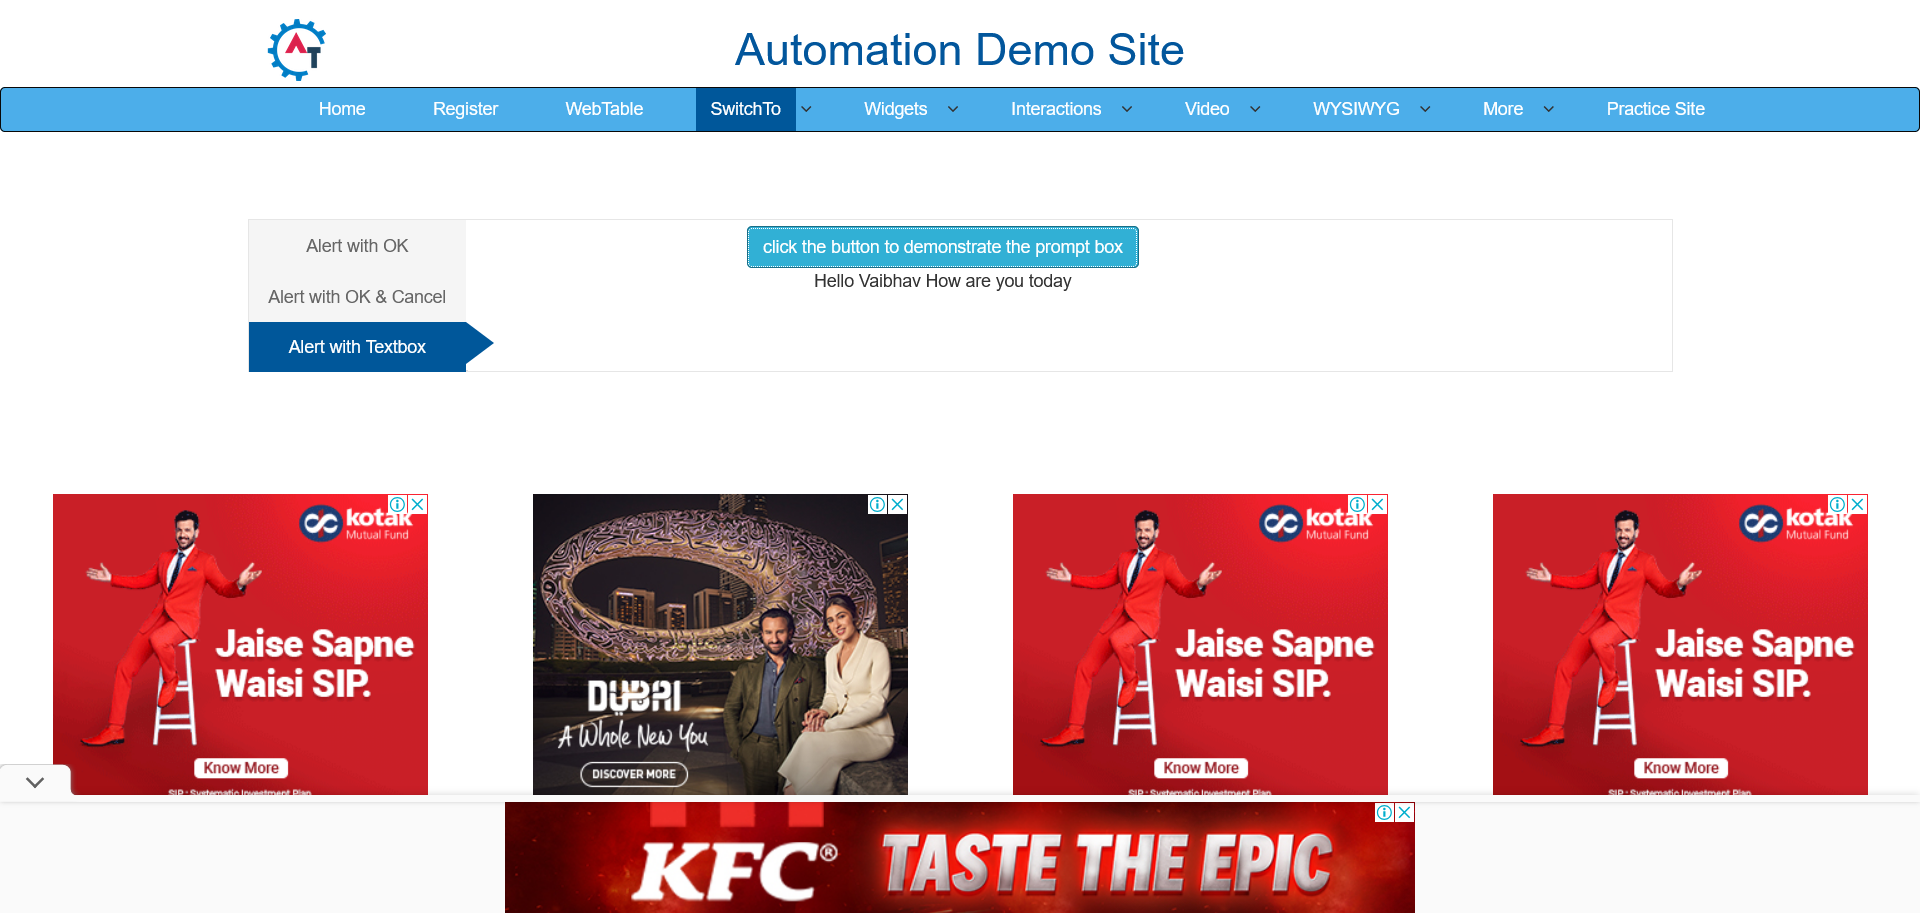 AT
Automation Demo Site
Home Register WebTable SwitchTo Widgets Interactions Video WYSIWYG More Practice Site
Alert with OK
click the button to demonstrate the prompt box
Hello Vaibhav How are you today
Alert with OK & Cancel
Alert with Textbox
kotak
Mutual Fund
Jaise Sapne
Waisi SIP.
Know More
SIP : Systematic Investment Plan
DUBAI
A Whole New You
DISCOVER MORE
kotak
Mutual Fund
Jaise Sapne
Waisi SIP.
Know More
SIP : Systematic Investment Plan
kotak
Mutual Fund
Jaise Sapne
Waisi SIP.
Know More
SIP : Systematic Investment Plan
KFC® TASTE THE EPIC